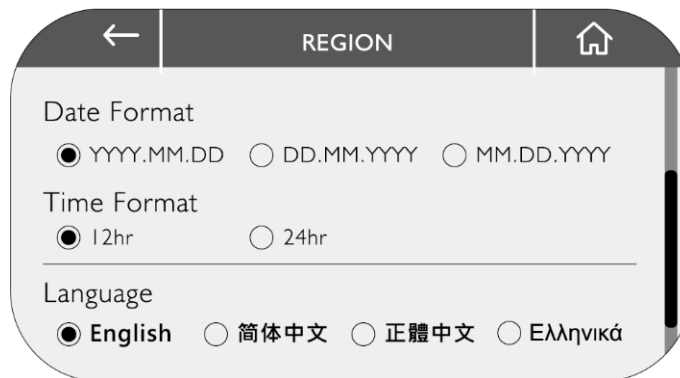 REGION
Date Format
YYYY.MM.DD DD.MM.YYYY MM.DD.YYYY
Time Format
12hr 24hr
Language
English 简体中文 正體中文 Ελληνικά